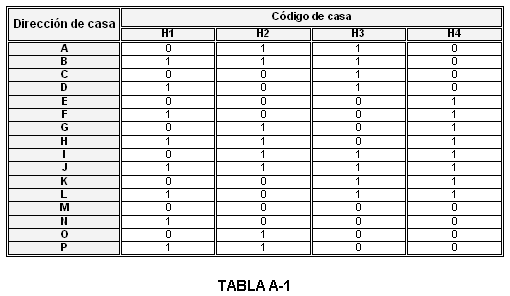 Dirección de casa Código de casa
H1 H2 H3 H4
A 0 1 1 0
B 1 1 1 0
C 0 0 1 0
D 1 0 1 0
E 0 0 0 1
F 1 0 0 1
G 0 1 0 1
H 1 1 0 1
I 0 1 1 1
J 1 1 1 1
K 0 0 1 1
L 1 0 1 1
M 0 0 0 0
N 1 0 0 0
O 0 1 0 0
P 1 1 0 0
TABLA A-1